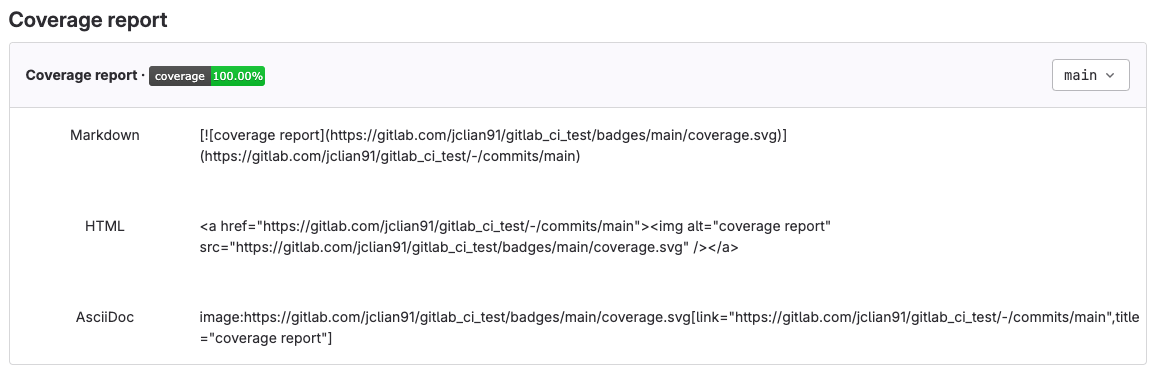 Coverage report
Coverage report · coverage 100.00%
main
Markdown
[![coverage report](https://gitlab.com/jclian91/gitlab_ci_test/badges/main/coverage.svg)]
(https://gitlab.com/jclian91/gitlab_ci_test/-/commits/main)
HTML
<a href="https://gitlab.com/jclian91/gitlab_ci_test/-/commits/main"><img alt="coverage report"
src="https://gitlab.com/jclian91/gitlab_ci_test/badges/main/coverage.svg" /></a>
AsciiDoc
image:https://gitlab.com/jclian91/gitlab_ci_test/badges/main/coverage.svg[link="https://gitlab.com/jclian91/gitlab_ci_test/-/commits/main",title
="coverage report"]